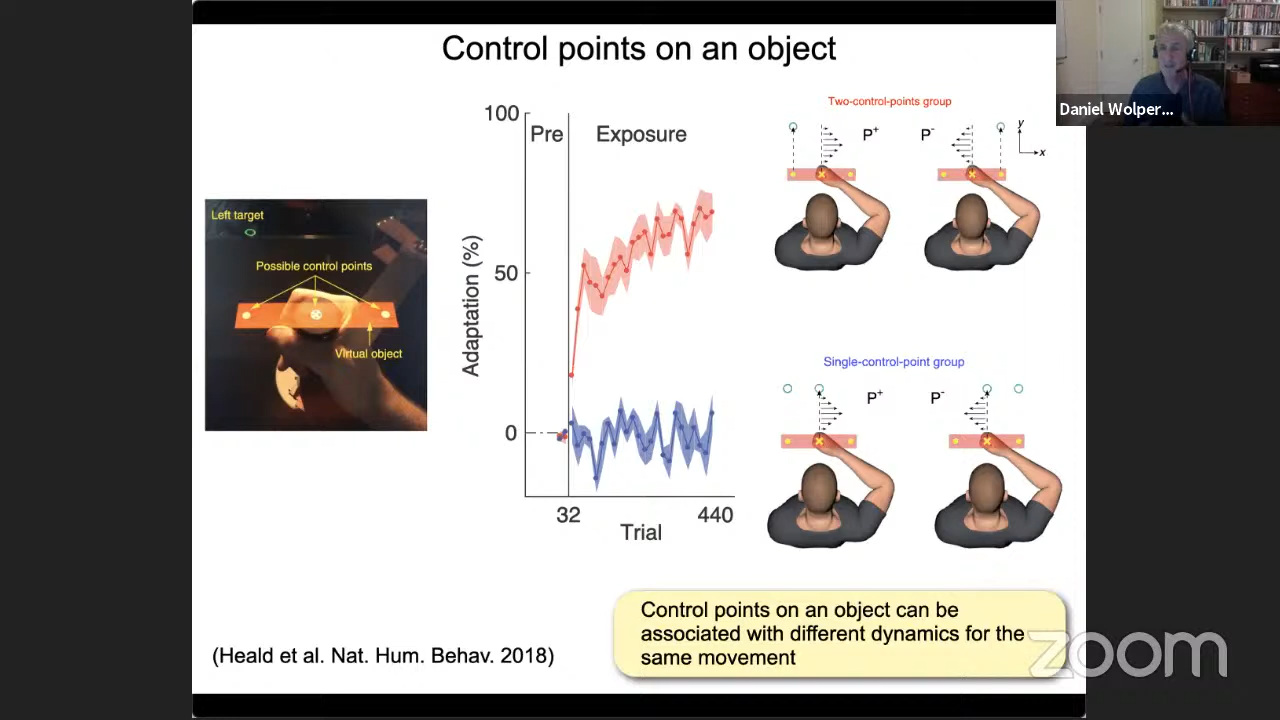 Control points on an object
Daniel Wolper...
Two-control-points group
P+
P-
y
x
100
Pre
Exposure
50
0
Adaptation (%)
32
440
Trial
Left target
Possible control points
Virtual object
Single-control-point group
P+
P-
Control points on an object can be
associated with different dynamics for the
same movement
(Heald et al. Nat. Hum. Behav. 2018)
zoom